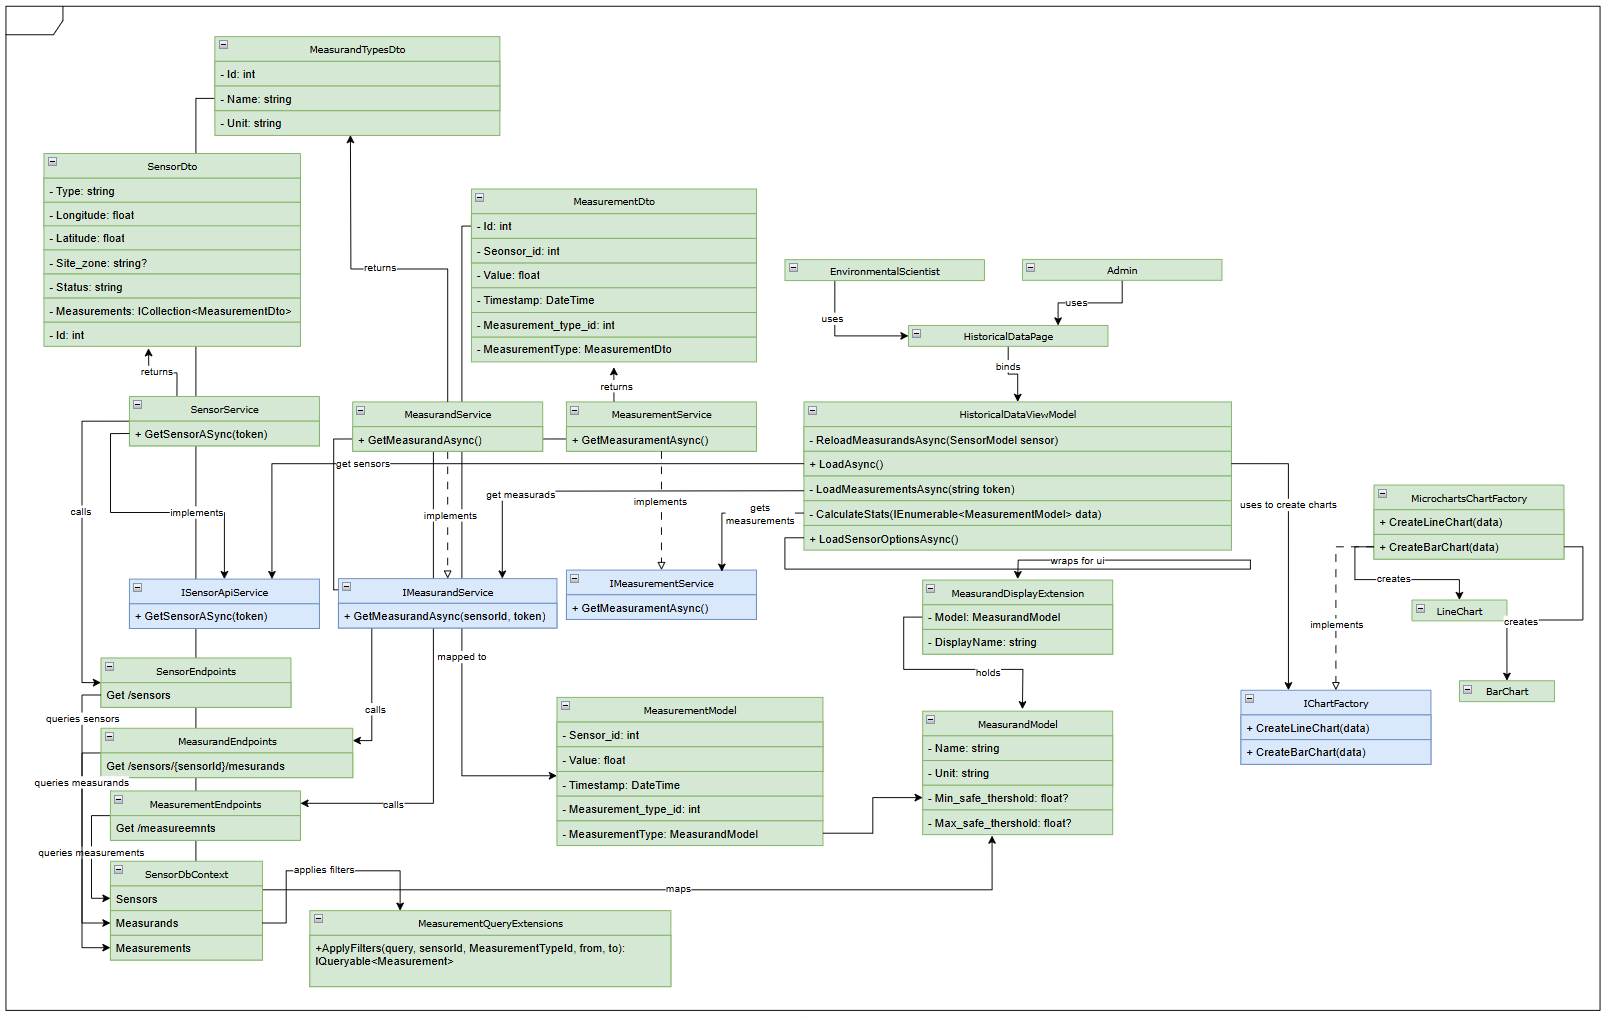 MeasurandTypesDto
- Id: int
- Name: string
- Unit: string
SensorDto
- Type: string
- Longitude: float
- Latitude: float
- Site_zone: string?
- Status: string
- Measurements: ICollection<MeasurementDto>
- Id: int
returns
MeasurementDto
- Id: int
- Seonsor_id: int
- Value: float
- Timestamp: DateTime
- Measurement_type_id: int
- MeasurementType: MeasurementDto
returns
returns
EnvironmentalScientist
Admin
uses
uses
HistoricalDataPage
binds
SensorService
+ GetSensorASync(token)
MeasurandService
+ GetMeasurandAsync()
MeasurementService
+ GetMeasuramentAsync()
HistoricalDataViewModel
- ReloadMeasurandsAsync(SensorModel sensor)
+ LoadAsync()
- LoadMeasurementsAsync(string token)
- CalculateStats(IEnumerable<MeasurementModel> data)
+ LoadSensorOptionsAsync()
get sensors
get measurads
gets
measurements
uses to create charts
calls
implements
implements
implements
MicrochartsChartFactory
+ CreateLineChart(data)
+ CreateBarChart(data)
wraps for ui
creates
creates
implements
LineChart
BarChart
ISensorApiService
+ GetSensorASync(token)
IMeasurandService
+ GetMeasurandAsync(sensorId, token)
IMeasurementService
+ GetMeasuramentAsync()
MeasurandDisplayExtension
- Model: MeasurandModel
- DisplayName: string
holds
mapped to
calls
calls
SensorEndpoints
Get /sensors
queries sensors
MeasurandEndpoints
Get /sensors/{sensorId}/mesurands
queries measurands
MeasurementEndpoints
Get /measureemnts
queries measurements
MeasurementModel
- Sensor_id: int
- Value: float
- Timestamp: DateTime
- Measurement_type_id: int
- MeasurementType: MeasurandModel
MeasurandModel
- Name: string
- Unit: string
- Min_safe_thershold: float?
- Max_safe_thershold: float?
IChartFactory
+ CreateLineChart(data)
+ CreateBarChart(data)
SensorDbContext
Sensors
Measurands
Measurements
applies filters
maps
MeasurementQueryExtensions
+ApplyFilters(query, sensorId, MeasurementTypeId, from, to):
IQueryable<Measurement>